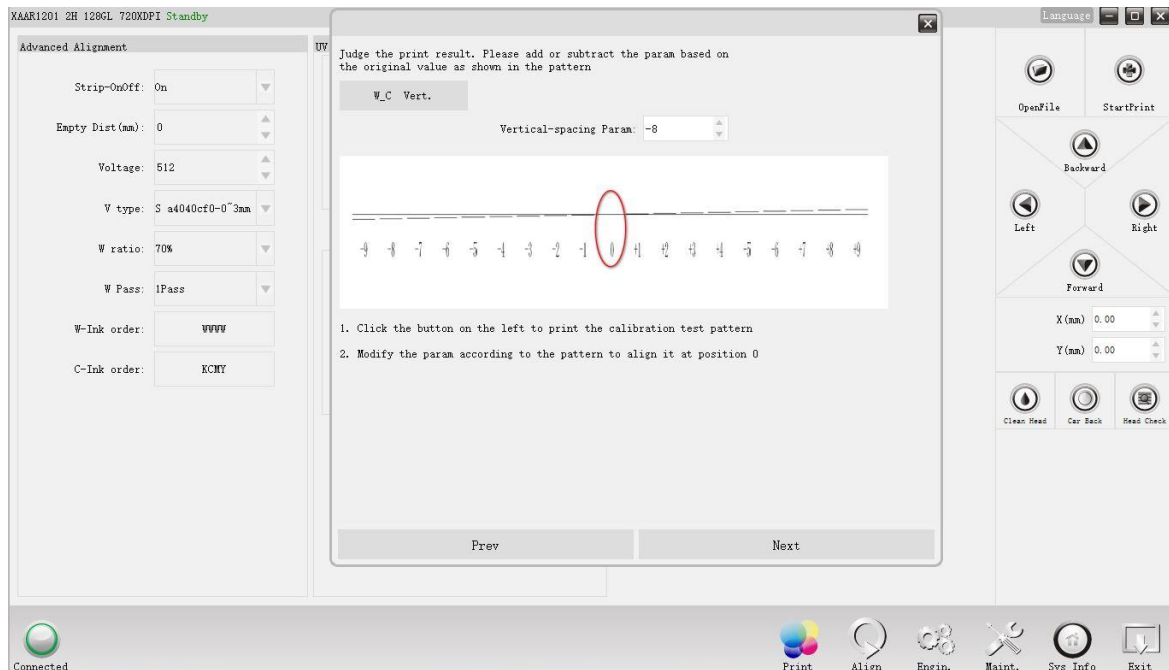 XAAR1201 2H 128GL 720XDPI Standby
Language
Advanced Alignment
UV
Strip-OnOff: On
Empty Dist(mm): 0
Voltage: 512
V type: S a4040cf0-0~3mm
W ratio: 70%
W Pass: 1Pass
W-Ink order: WWWW
C-Ink order: KCMY
Judge the print result. Please add or subtract the param based on
the original value as shown in the pattern
W_C Vert.
Vertical-spacing Param: -8
-9 -8 -7 -6 -5 -4 -3 -2 -1 0 +1 +2 +3 +4 -5 -6 -7 -8 +9
1. Click the button on the left to print the calibration test pattern
2. Modify the param according to the pattern to align it at position 0
Prev
Next
OpenFile
StartPrint
Backward
Left
Right
Forward
X(mm) 0.00
Y(mm) 0.00
Clean Head
Car Back
Head Check
Connected
Print
Align
Engin.
Maint.
Sys Info
Exit